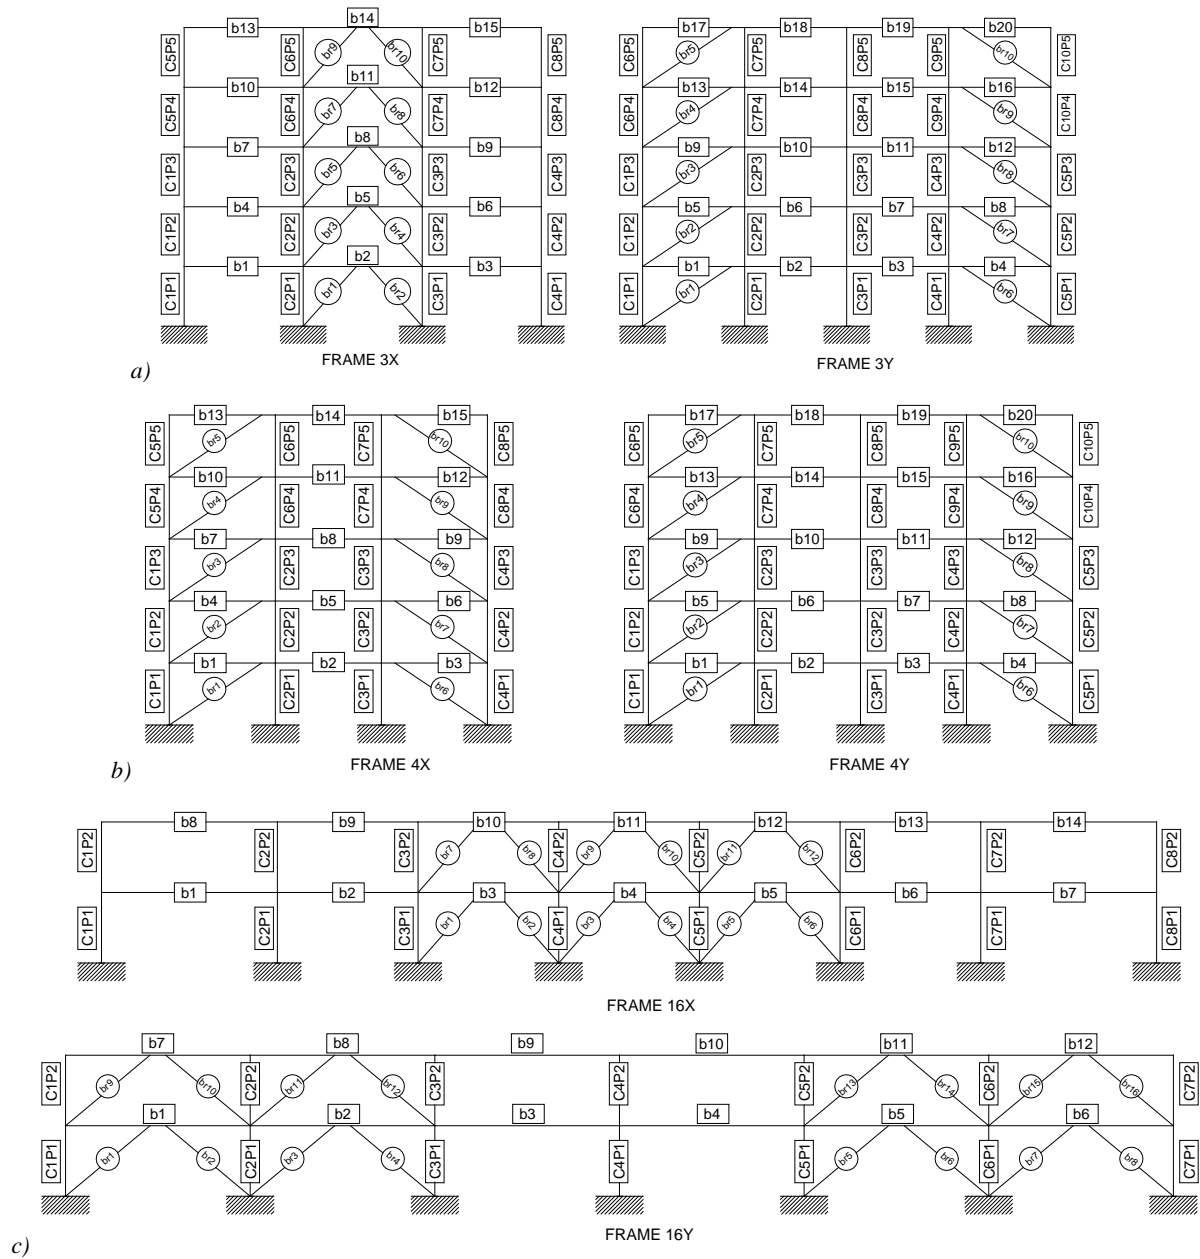 b14
b13 b15 b17 b18 b19 b20
C5P5 br9 C6P5 br10 C7P5 C8P5 C6P5 br5 C7P5 C8P5 C9P5 br10 C10P5
b11
b10 b12 b13 b14 b15 b16
C5P4 C6P4 br7 br8 C7P4 C8P4 C6P4 br4 C7P4 C8P4 C9P4 br9 C10P4
b8
b7 b9 b9 b10 b11 b12
C1P3 C2P3 br5 br6 C3P3 C4P3 C1P3 br3 C2P3 C3P3 C4P3 br8 C5P3
b5
b4 b6 b5 b6 b7 b8
C1P2 C2P2 br3 br4 C3P2 C4P2 C1P2 br2 C2P2 C3P2 C4P2 br7 C5P2
b2
b1 b3 b1 b2 b3 b4
C1P1 C2P1 br1 br2 C3P1 C4P1 C1P1 br1 C2P1 C3P1 C4P1 br6 C5P1
FRAME 3X FRAME 3Y
a)
b13 b14 b15 b17 b18 b19 b20
C5P5 br5 C6P5 C7P5 br10 C8P5 C6P5 br5 C7P5 C8P5 C9P5 br10 C10P5
b10 b11 b12 b13 b14 b15 b16
C5P4 br4 C6P4 C7P4 br9 C8P4 C6P4 br4 C7P4 C8P4 C9P4 br9 C10P4
b7 b8 b9 b9 b10 b11 b12
C1P3 br3 C2P3 C3P3 br8 C4P3 C1P3 br3 C2P3 C3P3 C4P3 br8 C5P3
b4 b5 b6 b5 b6 b7 b8
C1P2 br2 C2P2 C3P2 br7 C4P2 C1P2 br2 C2P2 C3P2 C4P2 br7 C5P2
b1 b2 b3 b1 b2 b3 b4
C1P1 br1 C2P1 C3P1 br6 C4P1 C1P1 br1 C2P1 C3P1 C4P1 br6 C5P1
FRAME 4X FRAME 4Y
b)
b8 b9 b10 b11 b12 b13 b14
C1P2 C2P2 C3P2 br7 br8 C4P2 br9 br10 C5P2 br11 br12 C6P2 C7P2 C8P2
b1 b2 b3 b4 b5 b6 b7
C1P1 C2P1 C3P1 br1 br2 C4P1 br3 br4 C5P1 br5 br6 C6P1 C7P1 C8P1
FRAME 16X
b7 b8 b9 b10 b11 b12
C1P2 br9 br10 C2P2 br11 br12 C3P2 C4P2 C5P2 br13 br14 C6P2 br15 br16 C7P2
b1 b2 b3 b4 b5 b6
C1P1 br1 br2 C2P1 br3 br4 C3P1 C4P1 C5P1 br5 br6 C6P1 br7 br8 C7P1
FRAME 16Y
c)